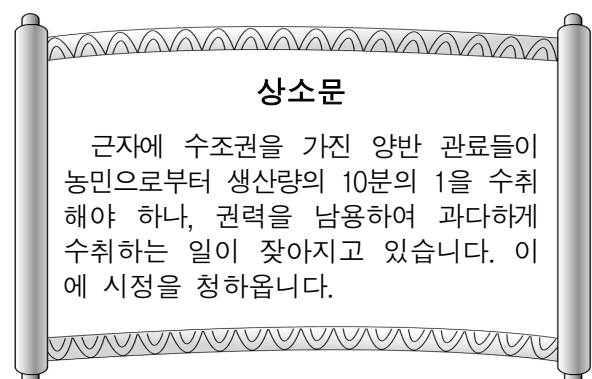 상소문
근자에 수조권을 가진 양반 관료들이
농민으로부터 생산량의 10분의 1을 수취
해야 하나, 권력을 남용하여 과다하게
수취하는 일이 잦아지고 있습니다. 이
에 시정을 청하옵니다.